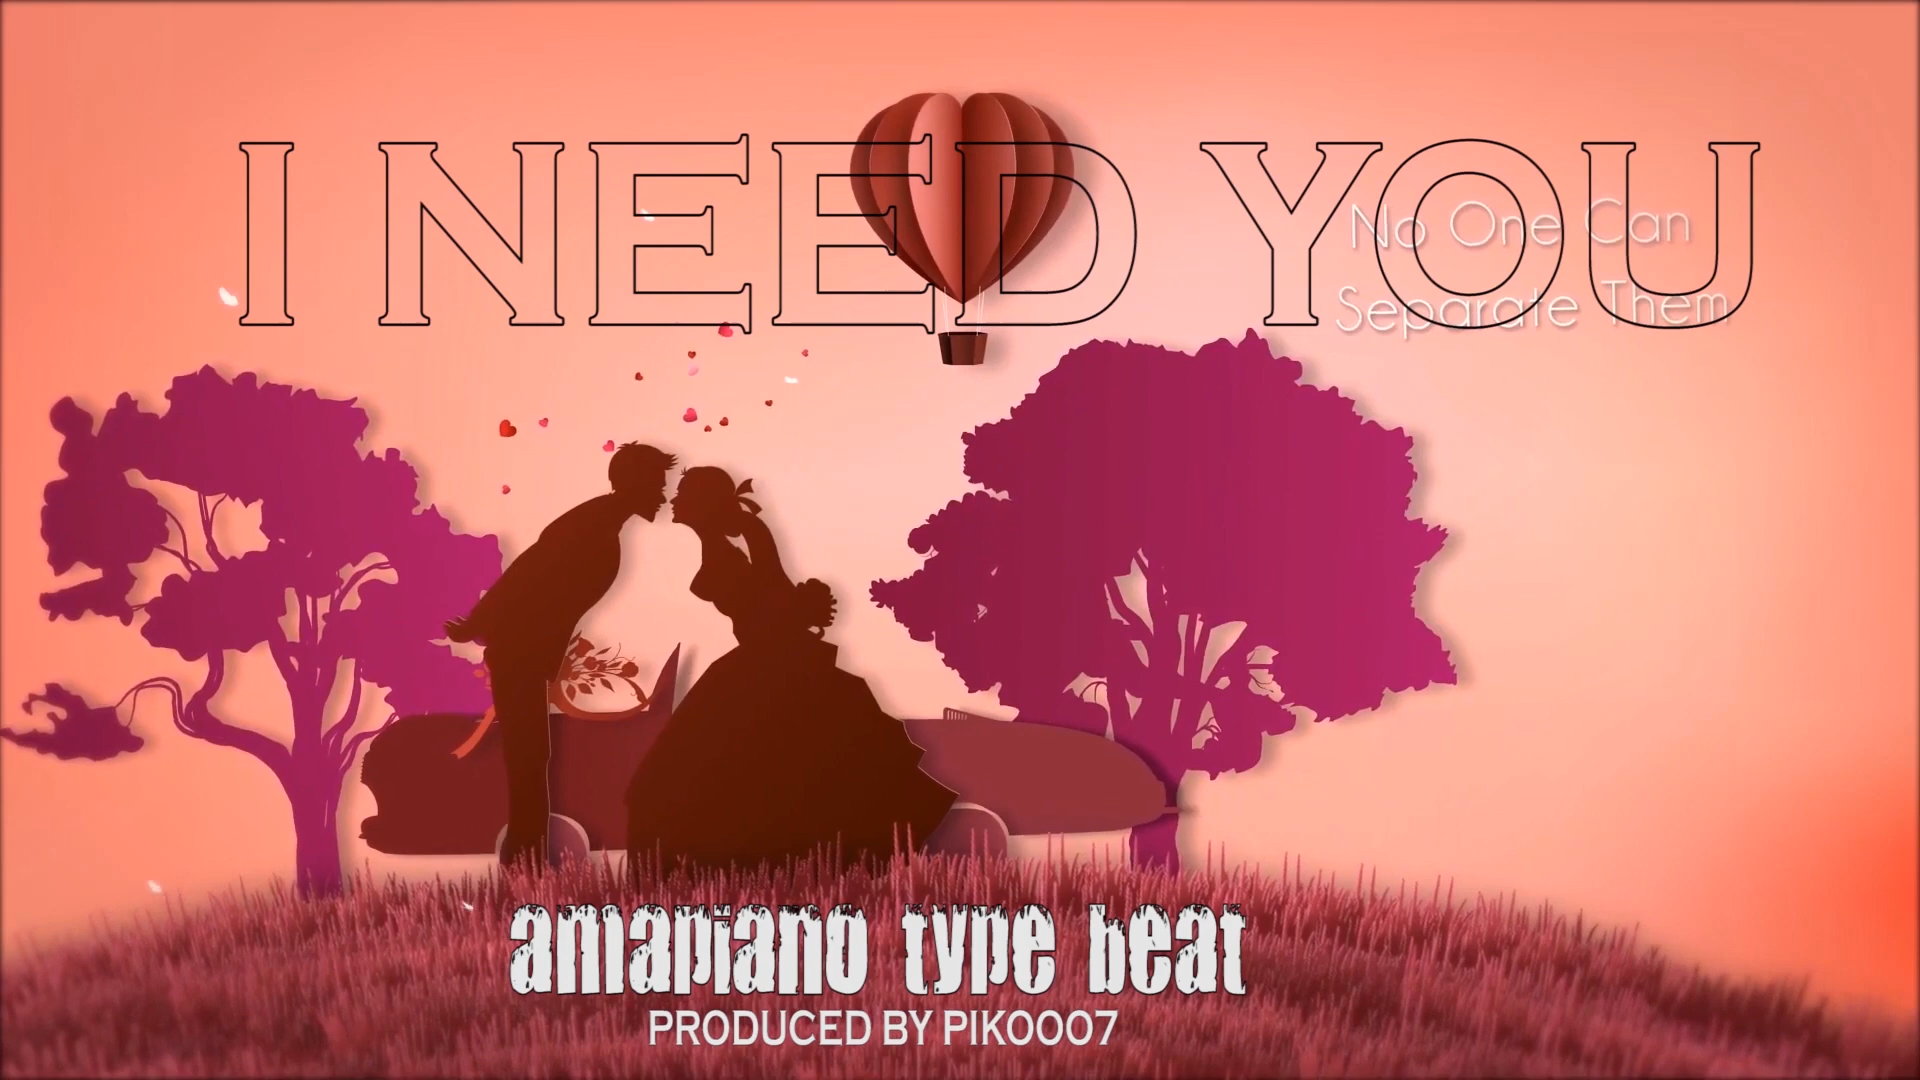 I NEED YOU
No One Can
Separate Them
amapiano type beat
PRODUCED BY PIKO007